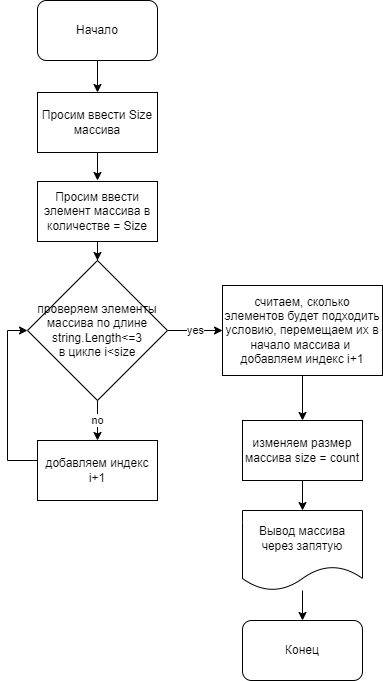 Начало
Просим ввести Size
массива
Просим ввести
элемент массива в
количестве = Size
проверяем элементы
массива по длине
string.Length<=3
в цикле i<size
yes
считаем, сколько
элементов будет подходить
условию, перемещаем их в
начало массива и
добавляем индекс i+1
no
добавляем индекс
i+1
изменяем размер
массива size = count
Вывод массива
через запятую
Конец